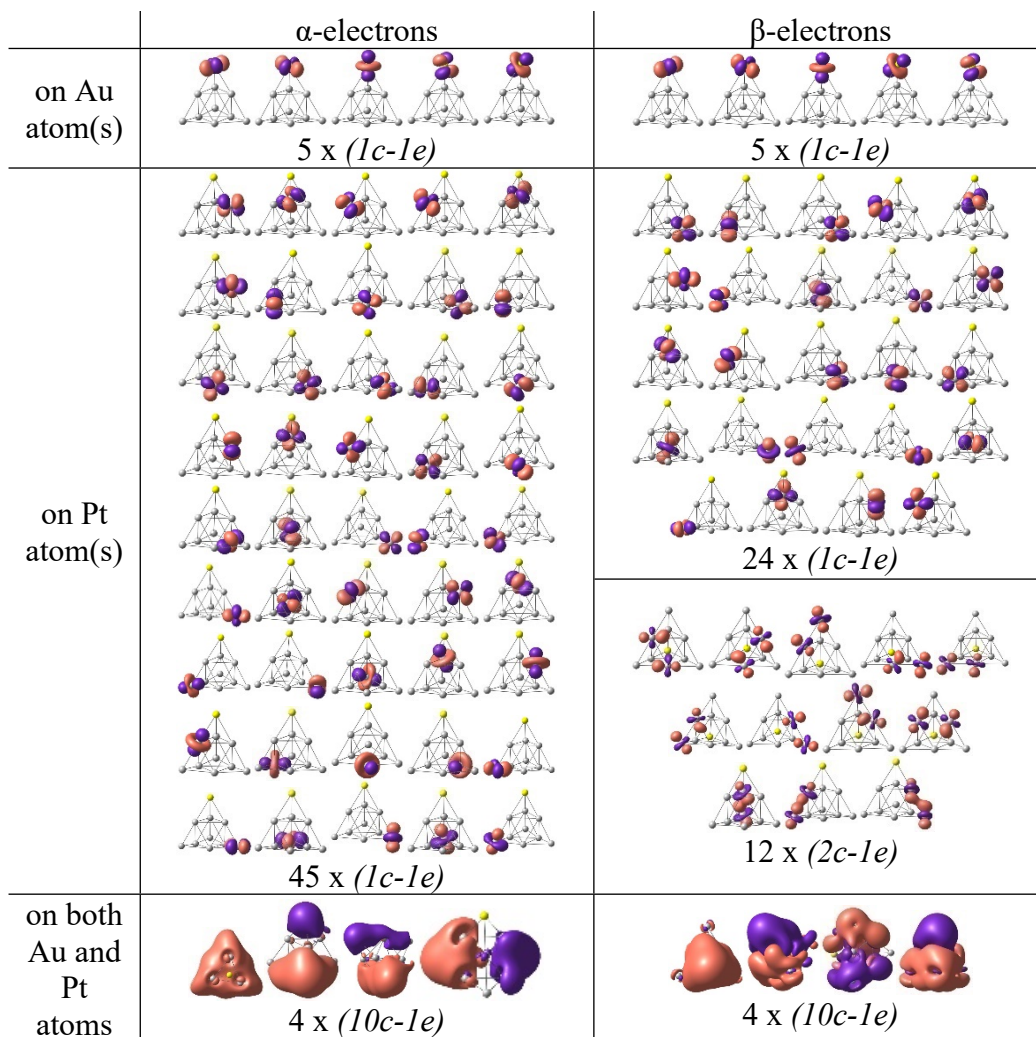 α-electrons
β-electrons
on Au
atom(s)
5 x (1c-1e)
5 x (1c-1e)
on Pt
atom(s)
45 x (1c-1e)
24 x (1c-1e)
12 x (2c-1e)
on both
Au and
Pt
atoms
4 x (10c-1e)
4 x (10c-1e)